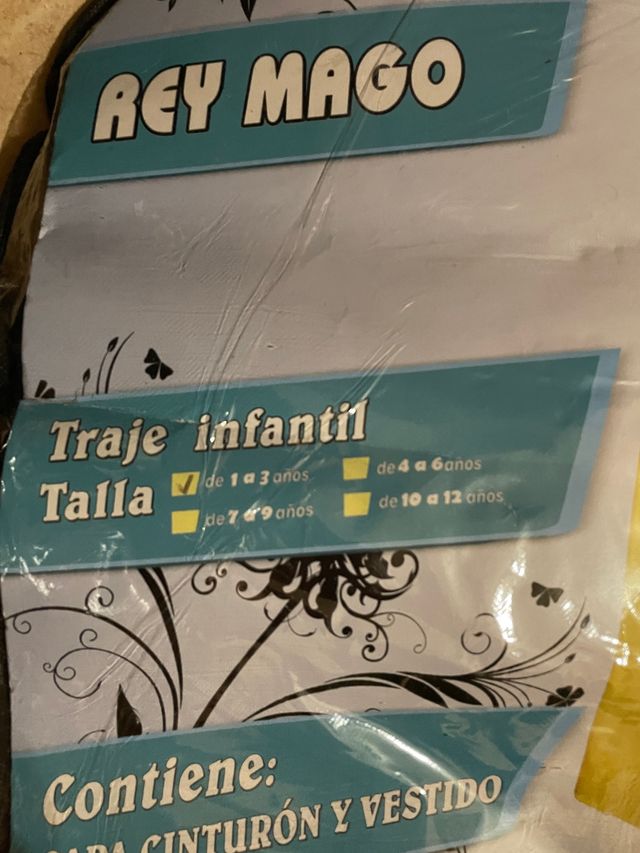 REY MAGO
Traje infantil
Talla
de 1 a 3 años
de 4 a 6 años
de 7 a 9 años
de 10 a 12 años
Contiene:
CINTURÓN Y VESTIDO